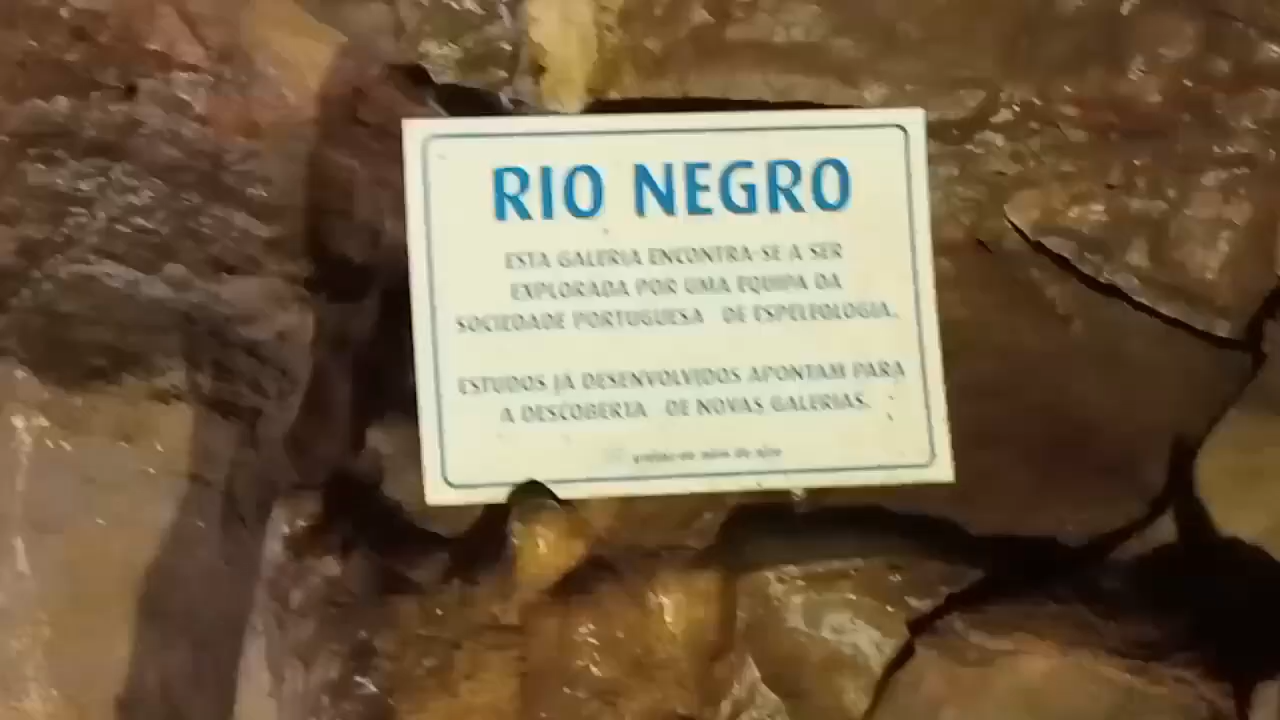 RIO NEGRO
ESTA GALERIA ENCONTRA-SE A SER
EXPLORADA POR UMA EQUIPA DA
SOCIEDADE PORTUGUESA DE ESPELEOLOGIA.
ESTUDOS JÁ DESENVOLVIDOS APONTAM PARA
A DESCOBERTA DE NOVAS GALERIAS.